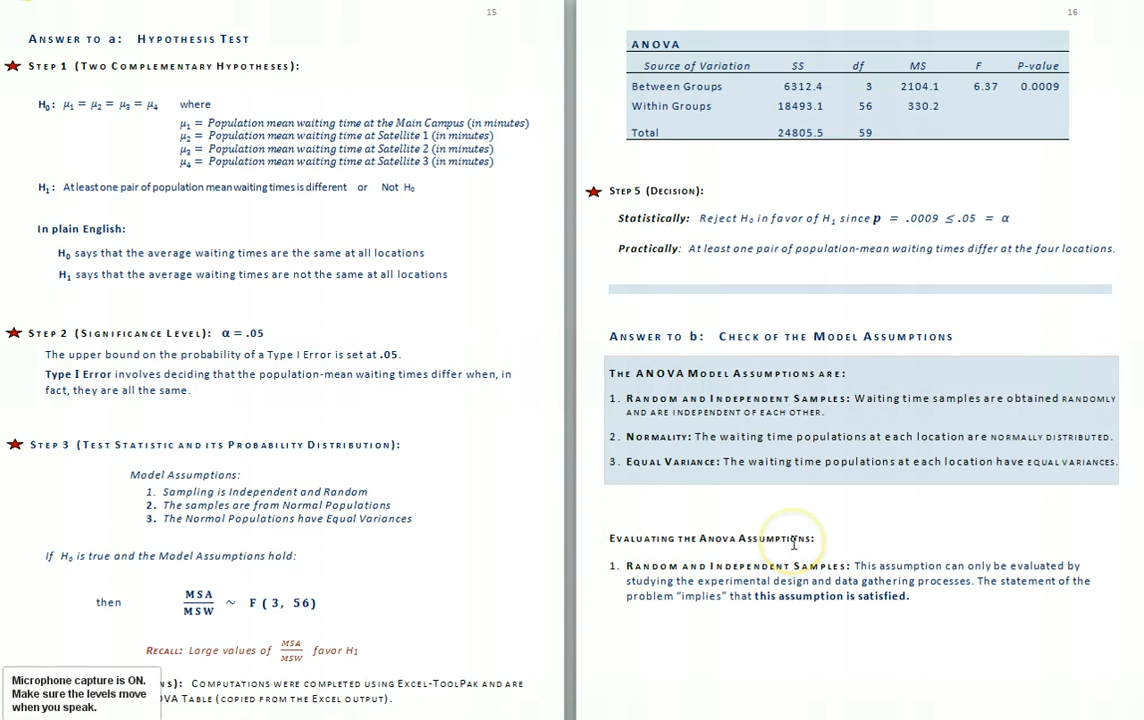 15
ANSWER TO a: HYPOTHESIS TEST
STEP 1 (TWO COMPLEMENTARY HYPOTHESES):
H₀: μ₁ = μ₂ = μ₃ = μ₄ where
μ₁ = Population mean waiting time at the Main Campus (in minutes)
μ₂ = Population mean waiting time at Satellite 1 (in minutes)
μ₃ = Population mean waiting time at Satellite 2 (in minutes)
μ₄ = Population mean waiting time at Satellite 3 (in minutes)
H₁: At least one pair of population mean waiting times is different or Not H₀
In plain English:
H₀ says that the average waiting times are the same at all locations
H₁ says that the average waiting times are not the same at all locations
STEP 2 (SIGNIFICANCE LEVEL): α = .05
The upper bound on the probability of a Type I Error is set at .05.
Type I Error involves deciding that the population-mean waiting times differ when, in
fact, they are all the same.
STEP 3 (TEST STATISTIC AND ITS PROBABILITY DISTRIBUTION):
Model Assumptions:
1. Sampling is Independent and Random
2. The samples are from Normal Populations
3. The Normal Populations have Equal Variances
If H₀ is true and the Model Assumptions hold:
then MSA/MSW ~ F ( 3, 56)
RECALL: Large values of MSA/MSW favor H₁
NS): COMPUTATIONS WERE COMPLETED USING EXCEL-TOOLPAK AND ARE
OVA TABLE (COPIED FROM THE EXCEL OUTPUT).
Microphone capture is ON.
Make sure the levels move
when you speak.
16
ANOVA
Source of Variation SS df MS F P-value
Between Groups 6312.4 3 2104.1 6.37 0.0009
Within Groups 18493.1 56 330.2
Total 24805.5 59
STEP 5 (DECISION):
Statistically: Reject H₀ in favor of H₁ since p = .0009 ≤ .05 = α
Practically: At least one pair of population-mean waiting times differ at the four locations.
ANSWER TO b: CHECK OF THE MODEL ASSUMPTIONS
THE ANOVA MODEL ASSUMPTIONS ARE:
1. RANDOM AND INDEPENDENT SAMPLES: Waiting time samples are obtained RANDOMLY
AND ARE INDEPENDENT OF EACH OTHER.
2. NORMALITY: The waiting time populations at each location are NORMALLY DISTRIBUTED.
3. EQUAL VARIANCE: The waiting time populations at each location have EQUAL VARIANCES.
EVALUATING THE ANOVA ASSUMPTIONS:
1. RANDOM AND INDEPENDENT SAMPLES: This assumption can only be evaluated by
studying the experimental design and data gathering processes. The statement of the
problem “implies” that this assumption is satisfied.